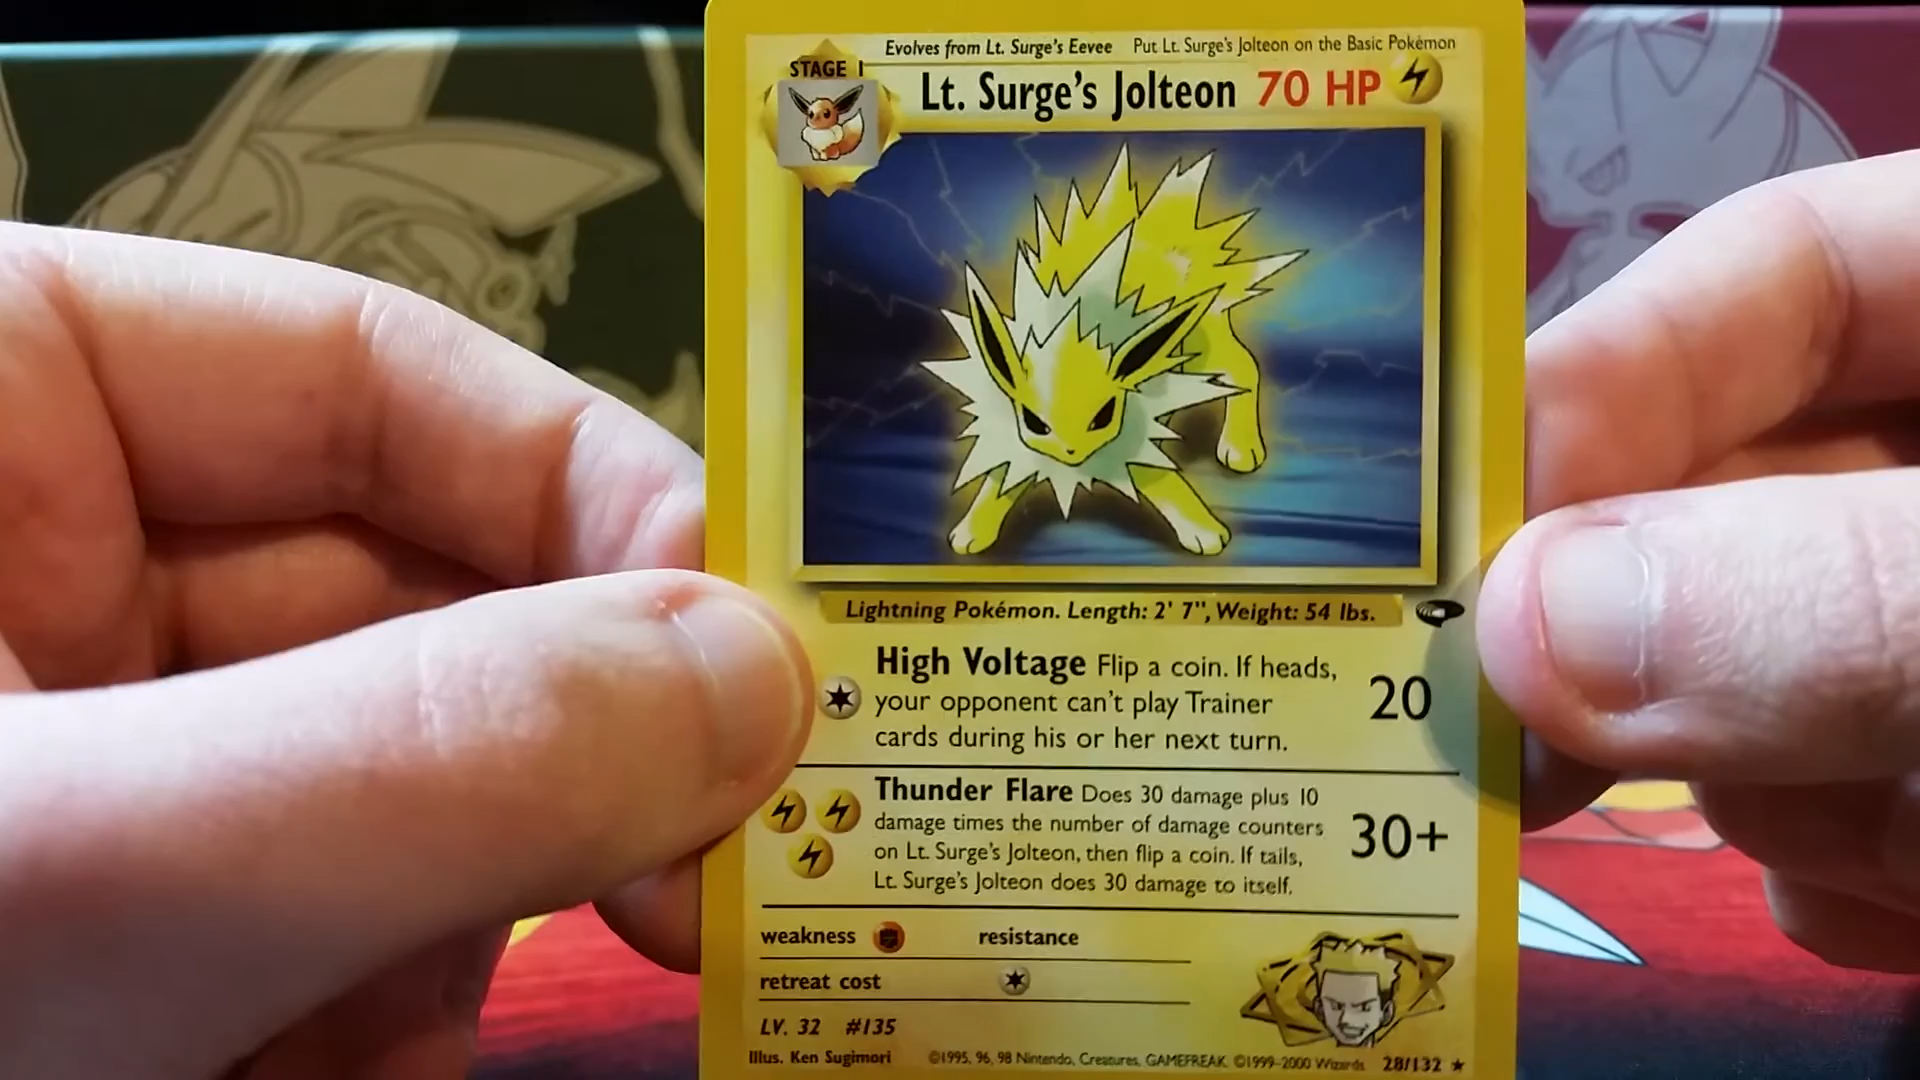 Evolves from Lt. Surge's Eevee Put Lt. Surge's Jolteon on the Basic Pokémon
STAGE 1
Lt. Surge's Jolteon 70 HP
Lightning Pokémon. Length: 2' 7", Weight: 54 lbs.
High Voltage Flip a coin. If heads,
your opponent can't play Trainer
cards during his or her next turn.
20
Thunder Flare Does 30 damage plus 10
damage times the number of damage counters
on Lt. Surge's Jolteon, then flip a coin. If tails,
Lt. Surge's Jolteon does 30 damage to itself.
30+
weakness resistance
retreat cost
LV. 32 #135
Illus. Ken Sugimori ©1995, 96, 98 Nintendo, Creatures, GAMEFREAK. ©1999-2000 Wizards 28/132